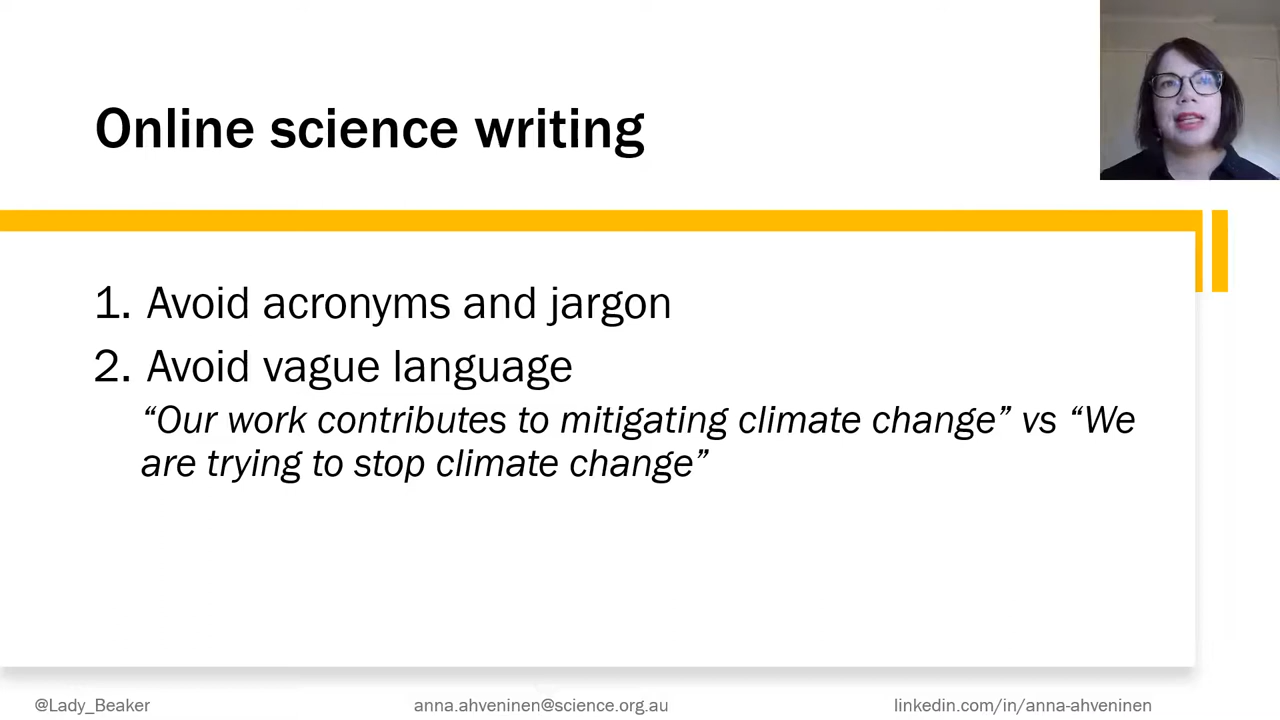 Online science writing
1. Avoid acronyms and jargon
2. Avoid vague language
“Our work contributes to mitigating climate change” vs “We
are trying to stop climate change”
@Lady_Beaker
anna.ahveninen@science.org.au
linkedin.com/in/anna-ahveninen